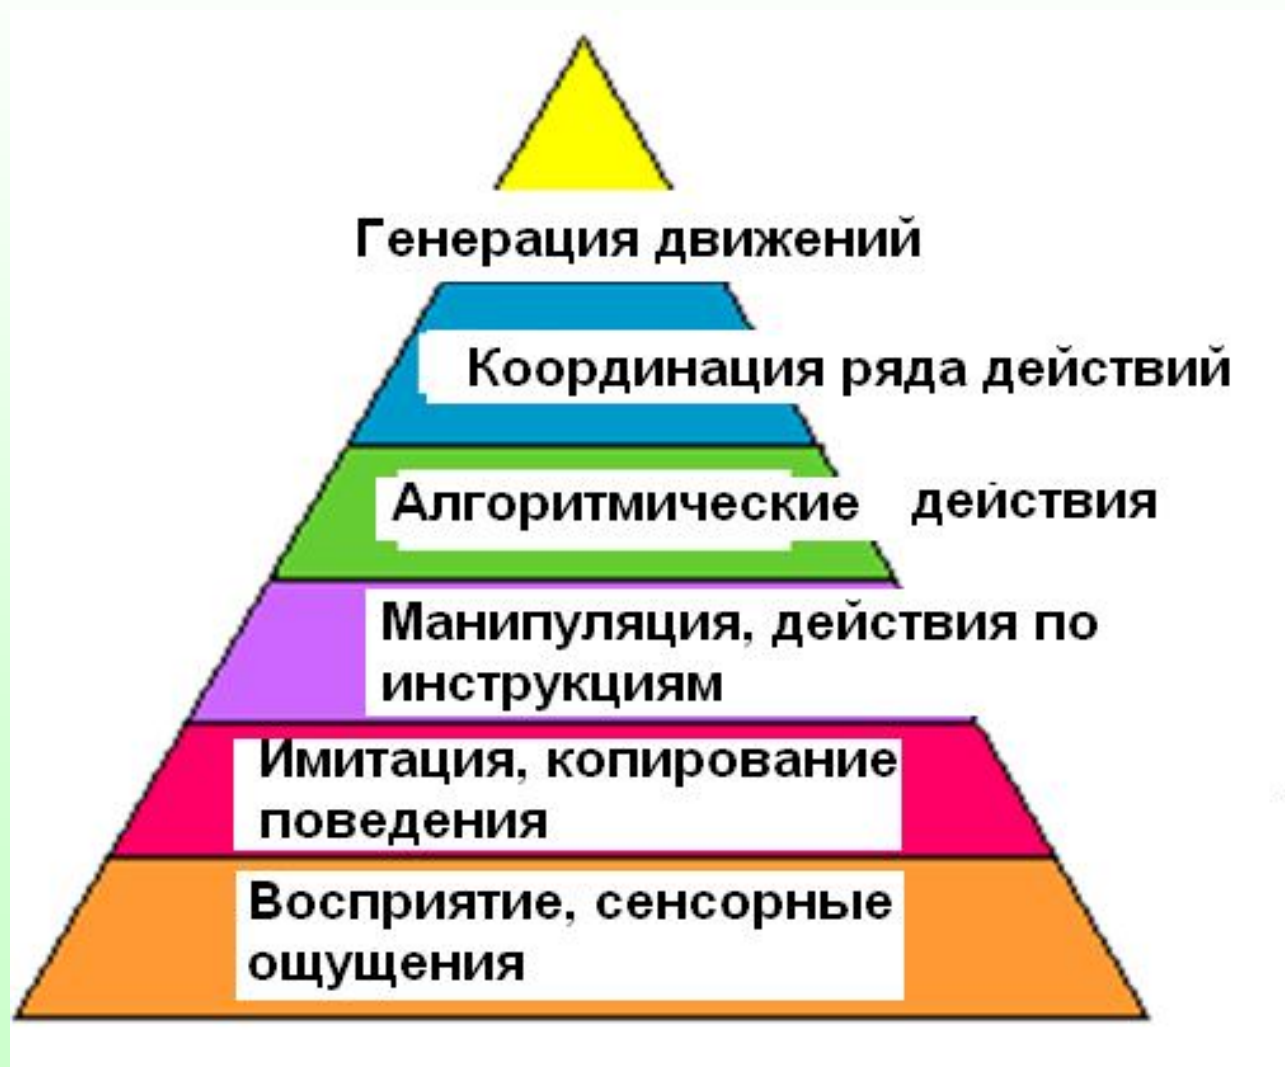 Генерация движений
Координация ряда действий
Алгоритмические действия
Манипуляция, действия по
инструкциям
Имитация, копирование
поведения
Восприятие, сенсорные
ощущения